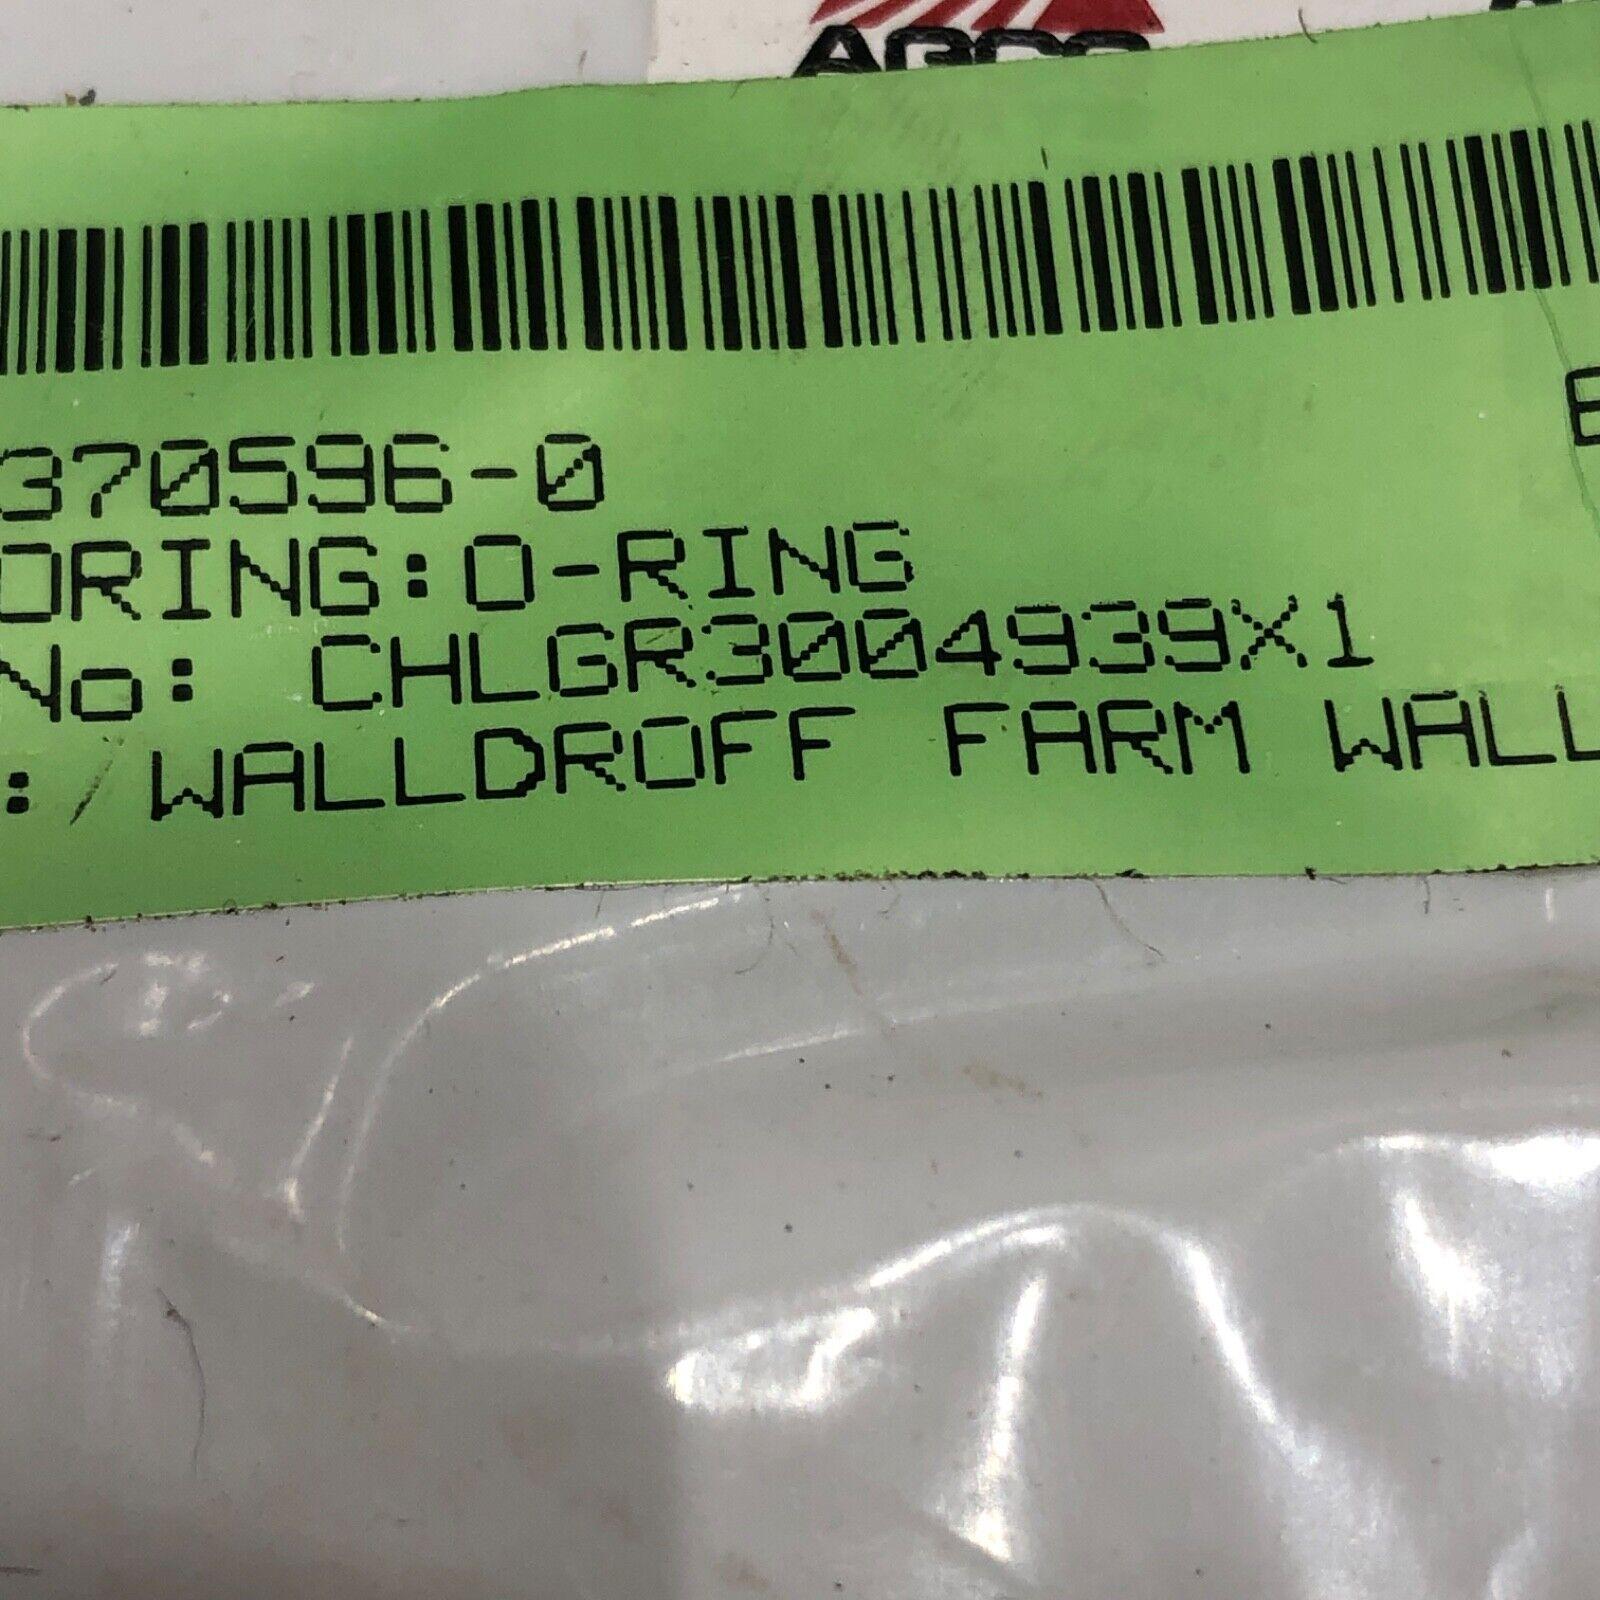 AGCO
370596-0
ORING:O-RING
No: CHLGR3004939X1
: WALLDROFF FARM WALL